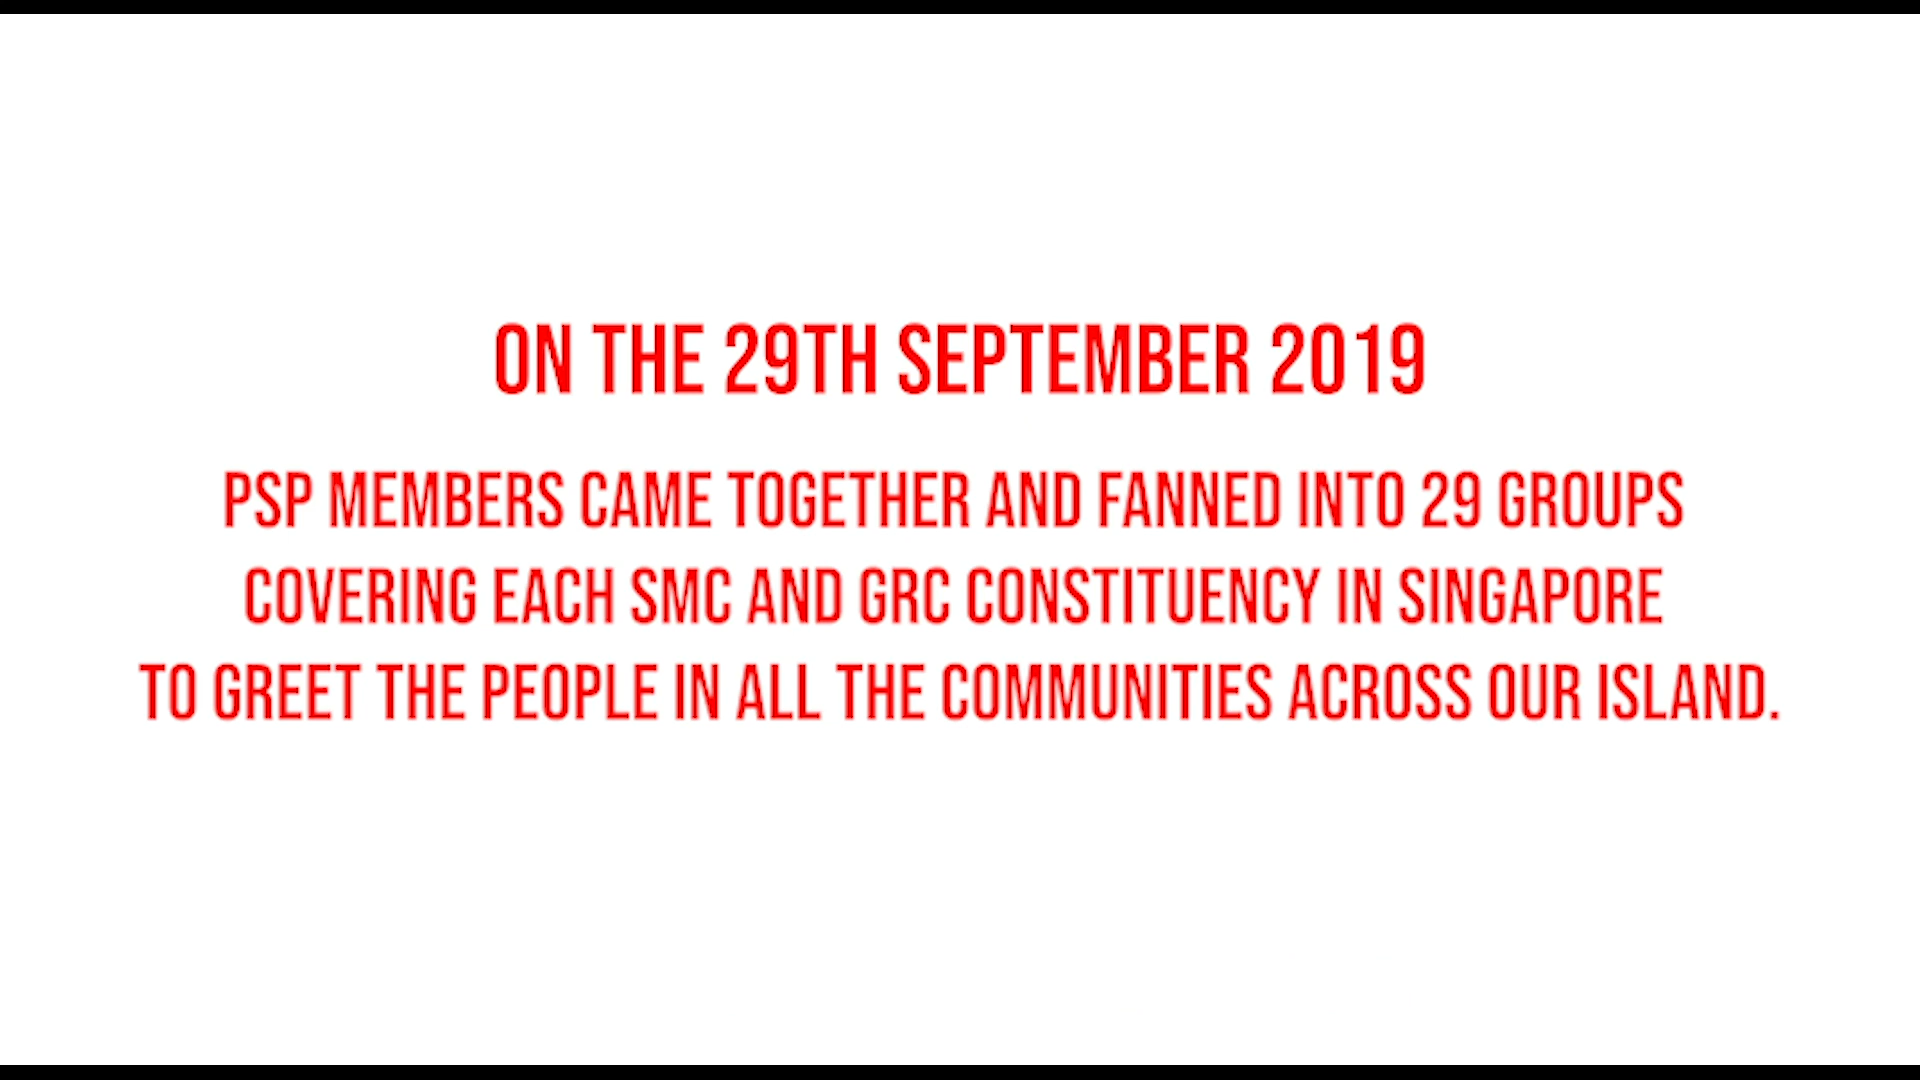 ON THE 29TH SEPTEMBER 2019
PSP MEMBERS CAME TOGETHER AND FANNED INTO 29 GROUPS
COVERING EACH SMC AND GRC CONSTITUENCY IN SINGAPORE
TO GREET THE PEOPLE IN ALL THE COMMUNITIES ACROSS OUR ISLAND.